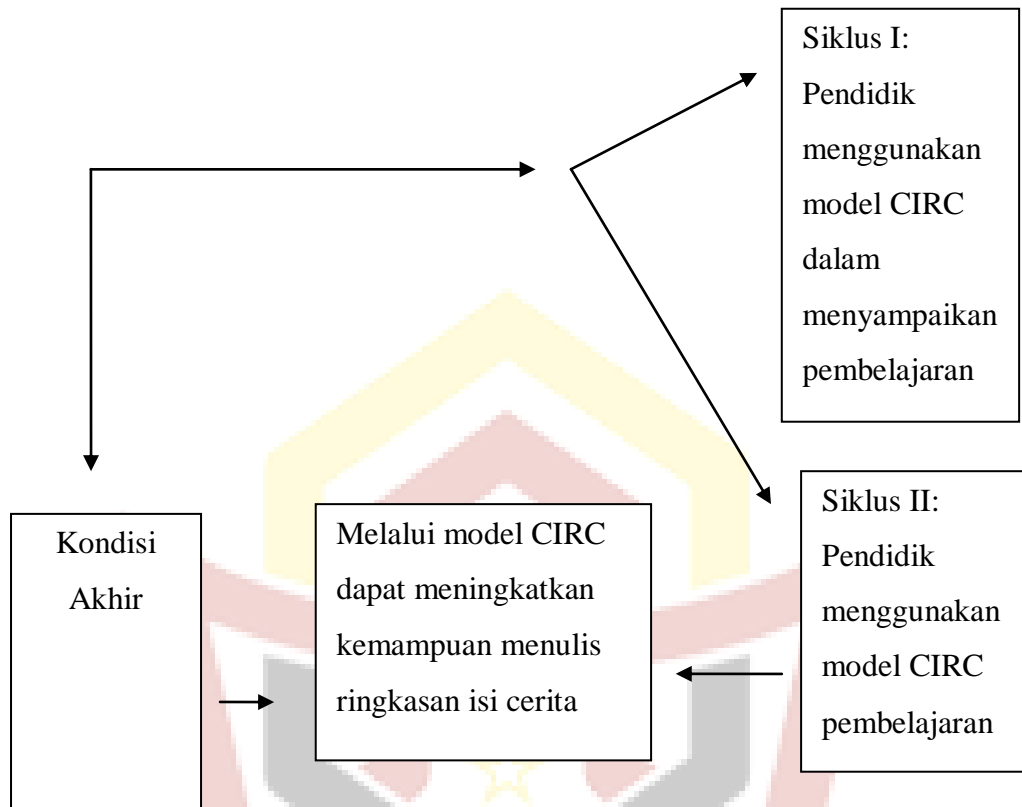 Siklus I:
Pendidik
menggunakan
model CIRC
dalam
menyampaikan
pembelajaran
Kondisi
Akhir
Melalui model CIRC
dapat meningkatkan
kemampuan menulis
ringkasan isi cerita
Siklus II:
Pendidik
menggunakan
model CIRC
pembelajaran